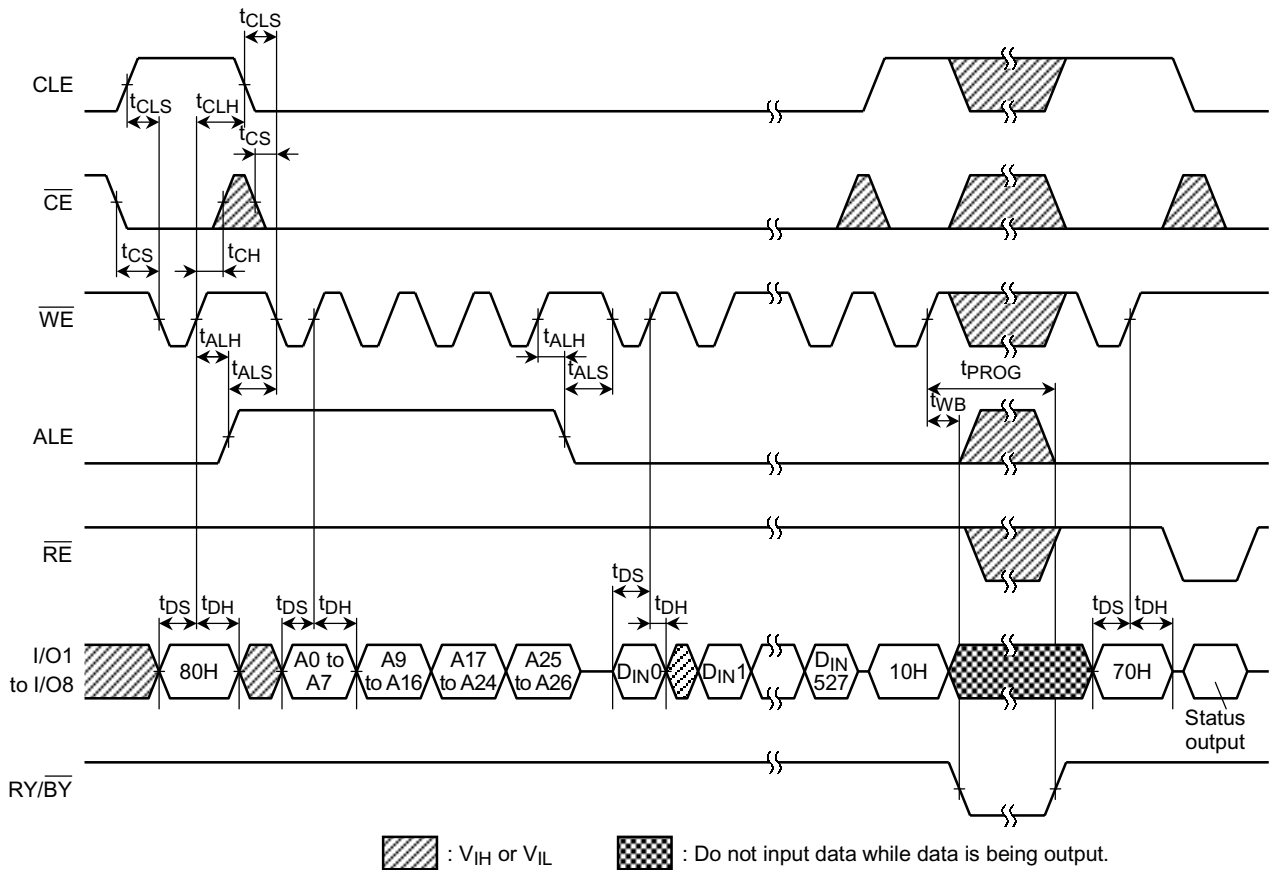 tCLS
CLE
tCLS
tCLH
tCS
CE
tCS
tCH
WE
tALH
tALS
tALH
tALS
tPROG
tWB
ALE
RE
tDS
tDH
tDS
tDH
tDS
tDH
tDS
tDH
I/O1
to I/O8
80H
A0 to
A7
A9
to A16
A17
to A24
A25
to A26
DIN0
DIN1
DIN
527
10H
70H
Status
output
RY/BY
: VIH or VIL
: Do not input data while data is being output.